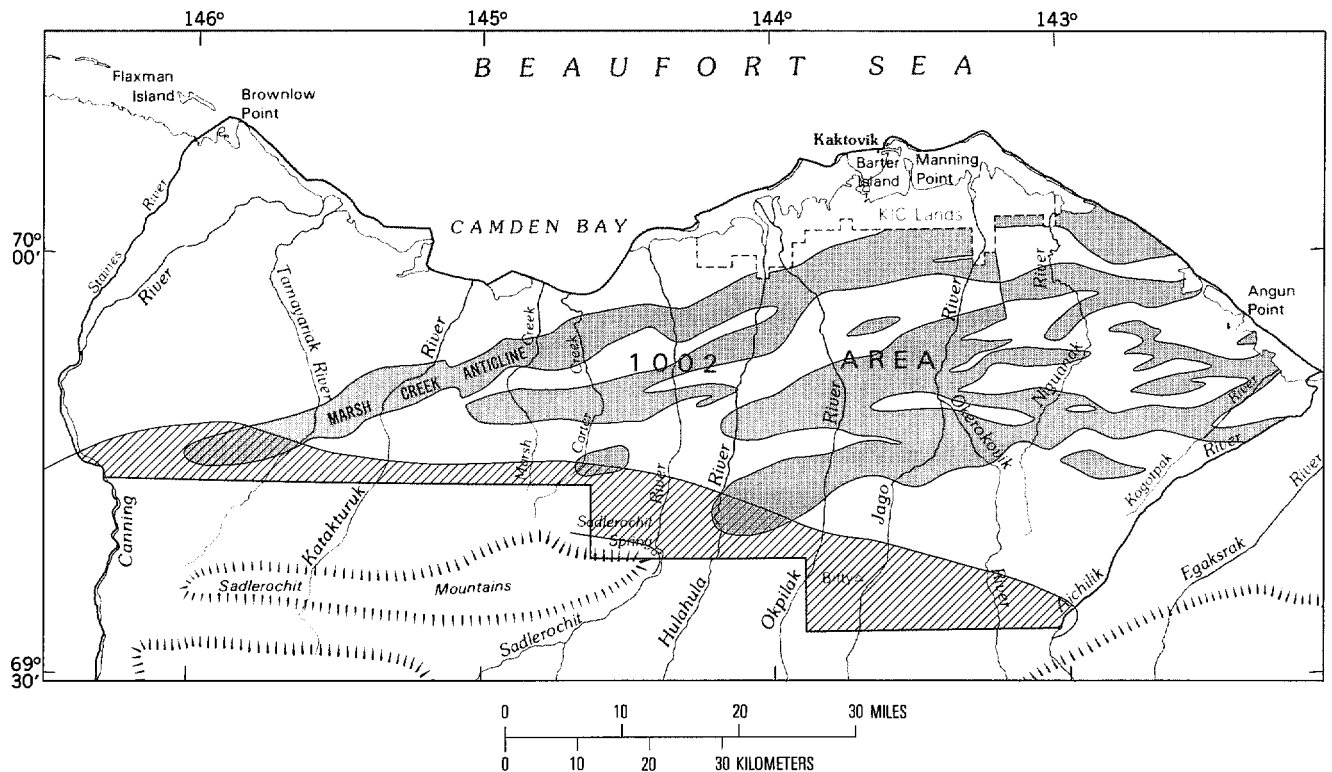 146° 145° 144° 143°
BEAUFORT SEA
Flaxman
Island
Brownlow
Point
Kaktovik
Barter
Island
Manning
Point
CAMDEN BAY
KIC Lands
70°
00'
Staines River
River
Tamayariak River
River
Creek
Creek
River
River
Angun
Point
MARSH CREEK ANTICLINE
1002 AREA
Niguanak
Okerokovik
River
River
River
River
River
River
River
Marsh
Carter
Kogotpak
Jago
Canning
Katakturuk
Sadlerochit
Spring
Sadlerochit Mountains
Bitty
River
Aichilik
Egaksrak
Sadlerochit
Hulahula
Okpilak
69°
30'
0 10 20 30 MILES
0 10 20 30 KILOMETERS